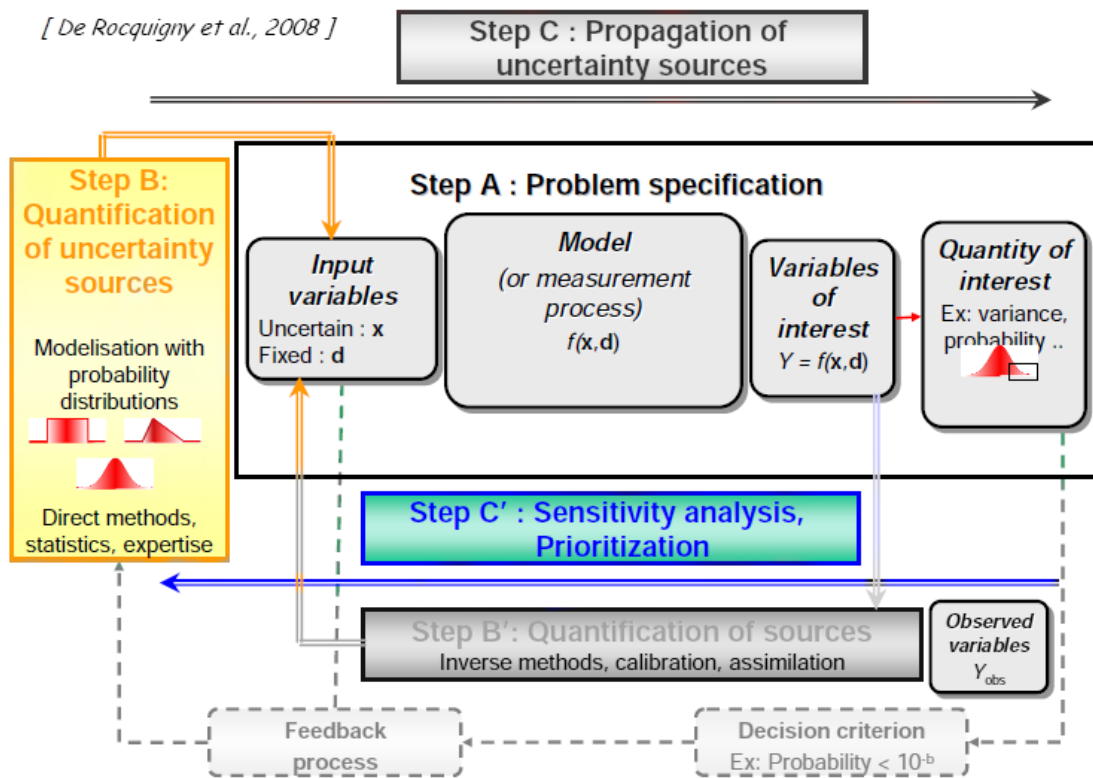 [ De Rocquigny et al., 2008 ]
Step C : Propagation of
uncertainty sources
Step B:
Quantification
of uncertainty
sources
Modelisation with
probability
distributions
Direct methods,
statistics, expertise
Step A : Problem specification
Input
variables
Uncertain : x
Fixed : d
Model
(or measurement
process)
f(x,d)
Variables
of
interest
Y = f(x,d)
Quantity of
interest
Ex: variance,
probability ..
Step C' : Sensitivity analysis,
Prioritization
Step B': Quantification of sources
Inverse methods, calibration, assimilation
Observed
variables
Yobs
Feedback
process
Decision criterion
Ex: Probability < 10-b